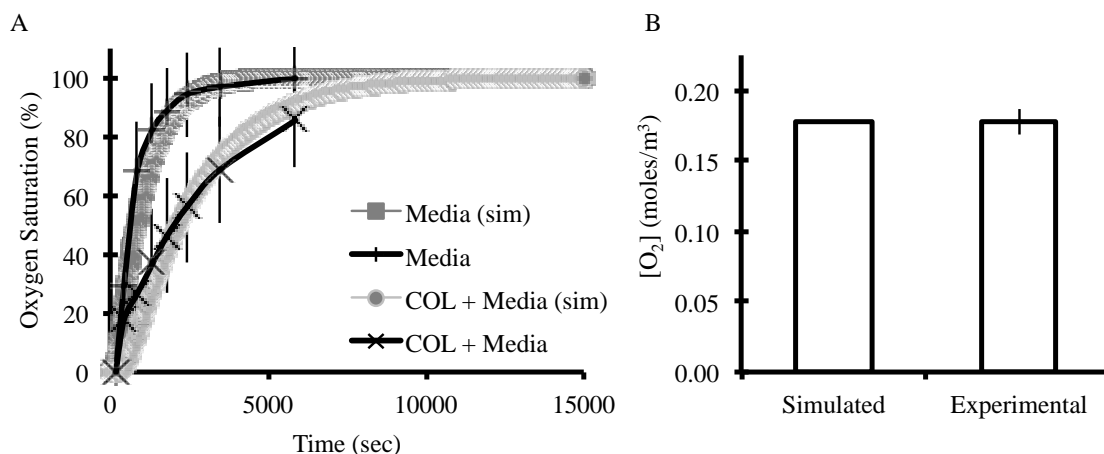 A
B
Oxygen Saturation (%)
100
80
60
40
20
0
0
5000
10000
15000
Time (sec)
Media (sim)
Media
COL + Media (sim)
COL + Media
[O₂] (moles/m³)
0.20
0.15
0.10
0.05
0.00
Simulated
Experimental